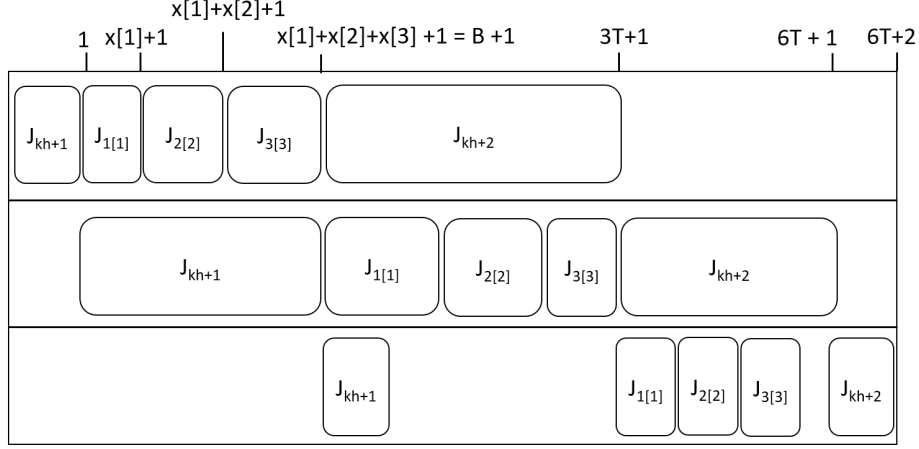 x[1]+x[2]+1
1 x[1]+1 x[1]+x[2]+x[3] +1 = B +1 3T+1 6T + 1 6T+2
J_{kh+1} J_{1[1]} J_{2[2]} J_{3[3]} J_{kh+2}
J_{kh+1} J_{1[1]} J_{2[2]} J_{3[3]} J_{kh+2}
J_{kh+1} J_{1[1]} J_{2[2]} J_{3[3]} J_{kh+2}